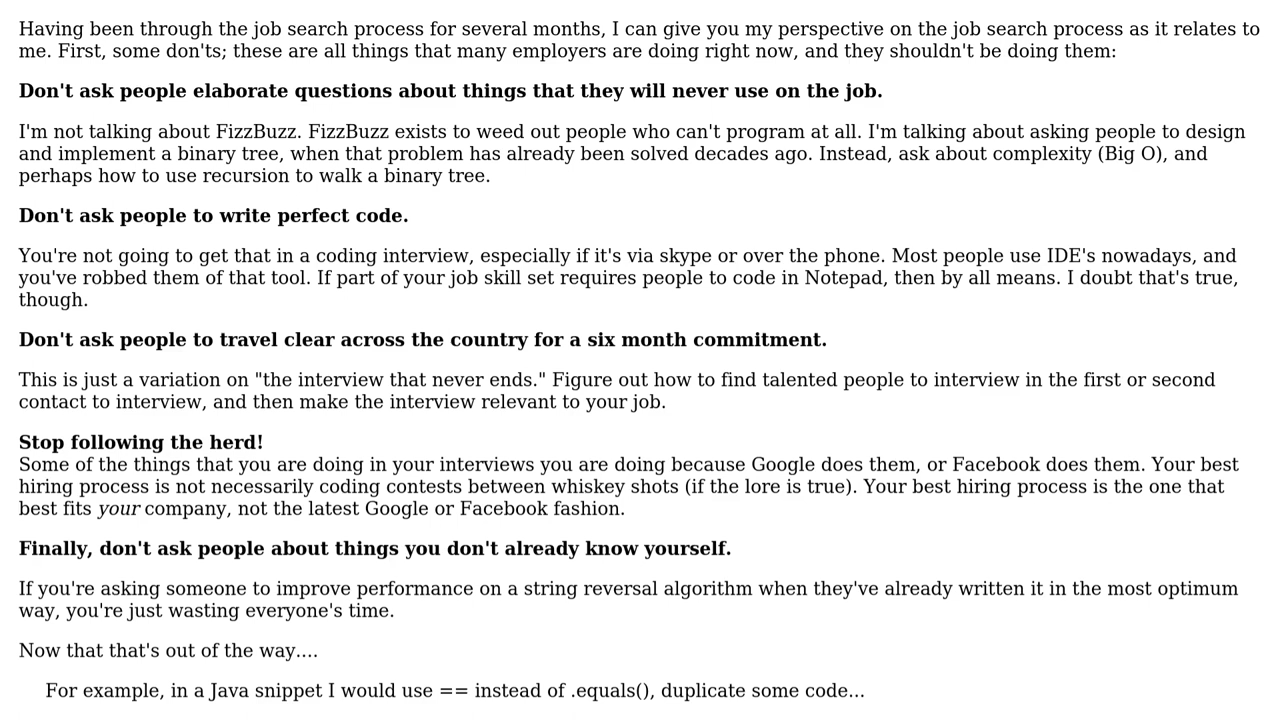 Having been through the job search process for several months, I can give you my perspective on the job search process as it relates to
me. First, some don'ts; these are all things that many employers are doing right now, and they shouldn't be doing them:
Don't ask people elaborate questions about things that they will never use on the job.
I'm not talking about FizzBuzz. FizzBuzz exists to weed out people who can't program at all. I'm talking about asking people to design
and implement a binary tree, when that problem has already been solved decades ago. Instead, ask about complexity (Big O), and
perhaps how to use recursion to walk a binary tree.
Don't ask people to write perfect code.
You're not going to get that in a coding interview, especially if it's via skype or over the phone. Most people use IDE's nowadays, and
you've robbed them of that tool. If part of your job skill set requires people to code in Notepad, then by all means. I doubt that's true,
though.
Don't ask people to travel clear across the country for a six month commitment.
This is just a variation on "the interview that never ends." Figure out how to find talented people to interview in the first or second
contact to interview, and then make the interview relevant to your job.
Stop following the herd!
Some of the things that you are doing in your interviews you are doing because Google does them, or Facebook does them. Your best
hiring process is not necessarily coding contests between whiskey shots (if the lore is true). Your best hiring process is the one that
best fits your company, not the latest Google or Facebook fashion.
Finally, don't ask people about things you don't already know yourself.
If you're asking someone to improve performance on a string reversal algorithm when they've already written it in the most optimum
way, you're just wasting everyone's time.
Now that that's out of the way....
For example, in a Java snippet I would use == instead of .equals(), duplicate some code...